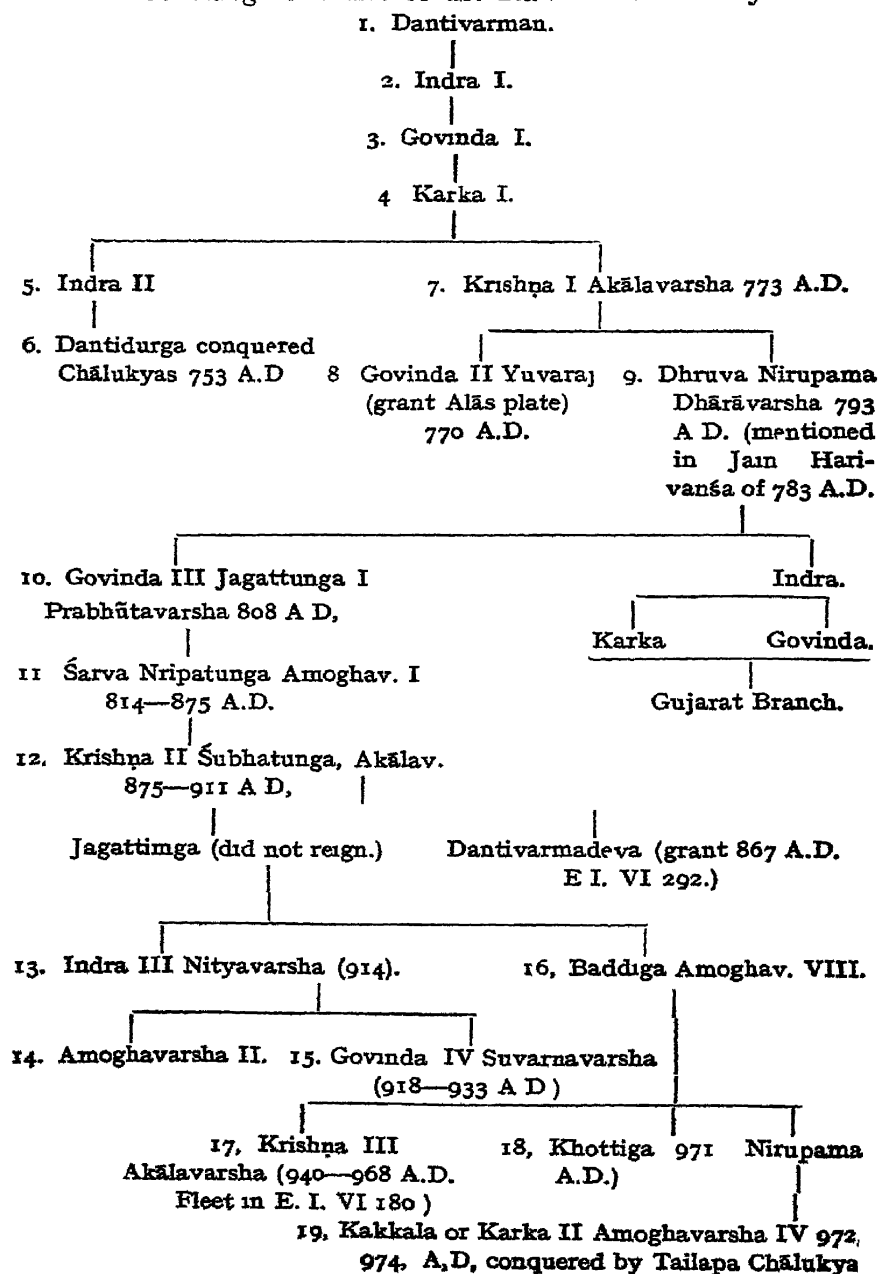 1. Dantivarman.
2. Indra I.
3. Govinda I.
4 Karka I.
5. Indra II
7. Krishṇa I Akālavarsha 773 A.D.
6. Dantidurga conquered
Chālukyas 753 A.D
8 Govinda II Yuvaraj
(grant Alās plate)
770 A.D.
9. Dhruva Nirupama
Dhārāvarsha 793
A D. (mentioned
in Jain Hari-
vanśa of 783 A.D.
10. Govinda III Jagattunga I
Prabhūtavarsha 808 A D,
Indra.
Karka Govinda.
Gujarat Branch.
11 Śarva Nripatunga Amoghav. I
814—875 A.D.
12. Krishṇa II Śubhatunga, Akālav.
875—911 A D,
Jagattimga (did not reign.)
Dantivarmadeva (grant 867 A.D.
E I. VI 292.)
13. Indra III Nityavarsha (914).
16, Baddiga Amoghav. VIII.
14. Amoghavarsha II.
15. Govinda IV Suvarnavarsha
(918—933 A D)
17, Krishṇa III
Akālavarsha (940—968 A.D.
Fleet in E. I. VI 180 )
18, Khottiga 971
A.D.)
Nirupama
19, Kakkala or Karka II Amoghavarsha IV 972,
974, A,D, conquered by Tailapa Chālukya